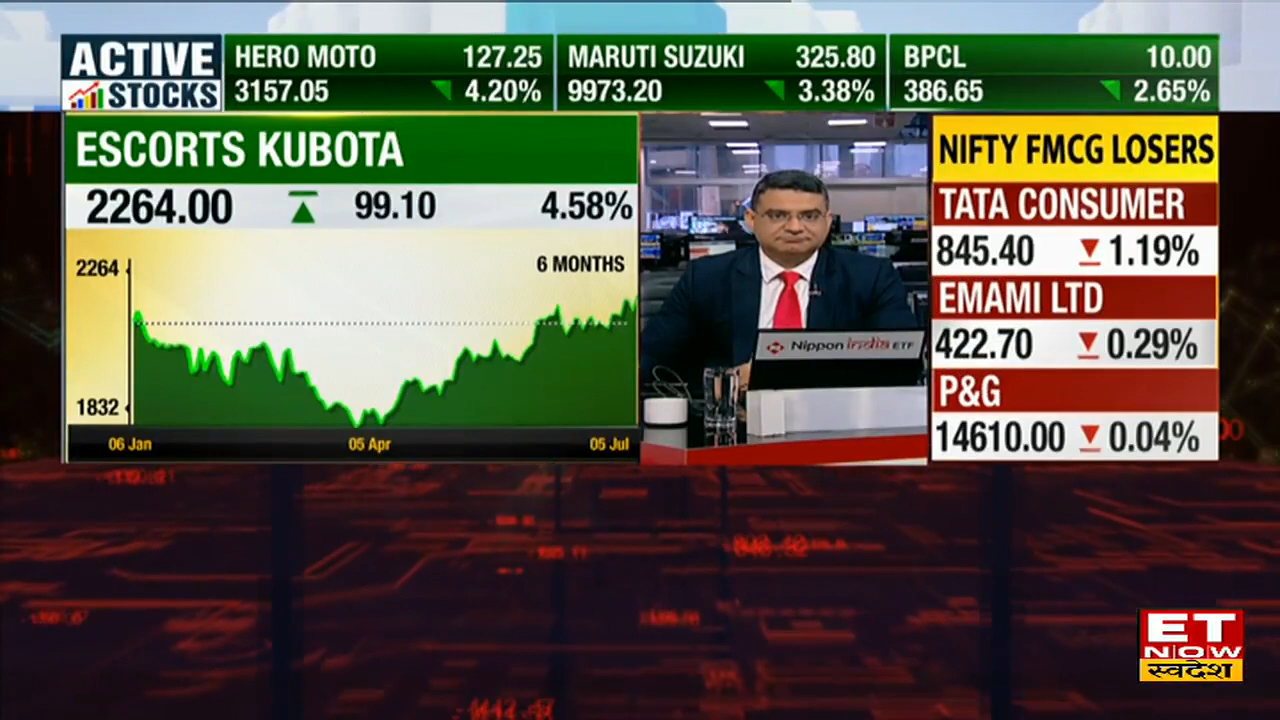 ACTIVE
STOCKS
HERO MOTO 127.25
3157.05 4.20%
MARUTI SUZUKI 325.80
9973.20 3.38%
BPCL 10.00
386.65 2.65%
ESCORTS KUBOTA
2264.00 99.10 4.58%
2264
6 MONTHS
1832
06 Jan 05 Apr 05 Jul
Nippon india ETF
NIFTY FMCG LOSERS
TATA CONSUMER
845.40 1.19%
EMAMI LTD
422.70 0.29%
P&G
14610.00 0.04%
ET
NOW
स्वदेश